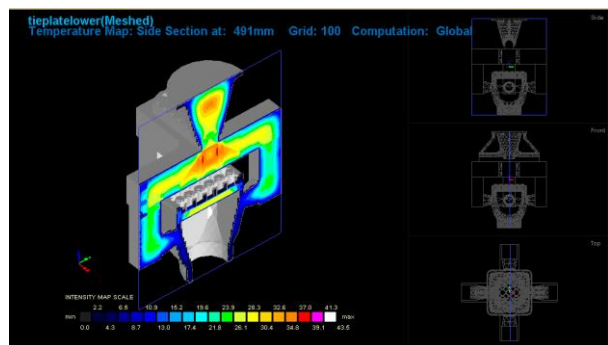 tieplatelower(Meshed)
Temperature Map: Side Section at: 491mm Grid: 100 Computation: Global
Side
Front
Top
INTENSITY MAP SCALE
2.2 6.5 10.9 15.2 19.6 23.9 28.3 32.6 37.0 41.3
min max
0.0 4.3 8.7 13.0 17.4 21.8 26.1 30.4 34.8 39.1 43.5